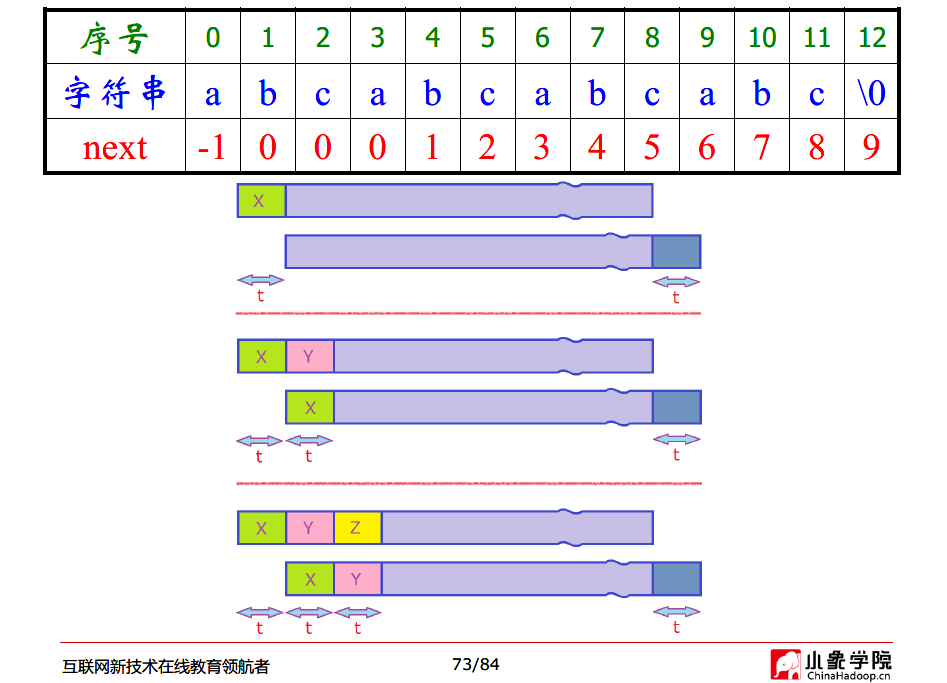 序号 0 1 2 3 4 5 6 7 8 9 10 11 12
字符串 a b c a b c a b c a b c \0
next -1 0 0 0 1 2 3 4 5 6 7 8 9
X
t t
X Y
X
t t t
X Y Z
X Y
t t t t
互联网新技术在线教育领航者
73/84
小象学院
ChinaHadoop.cn